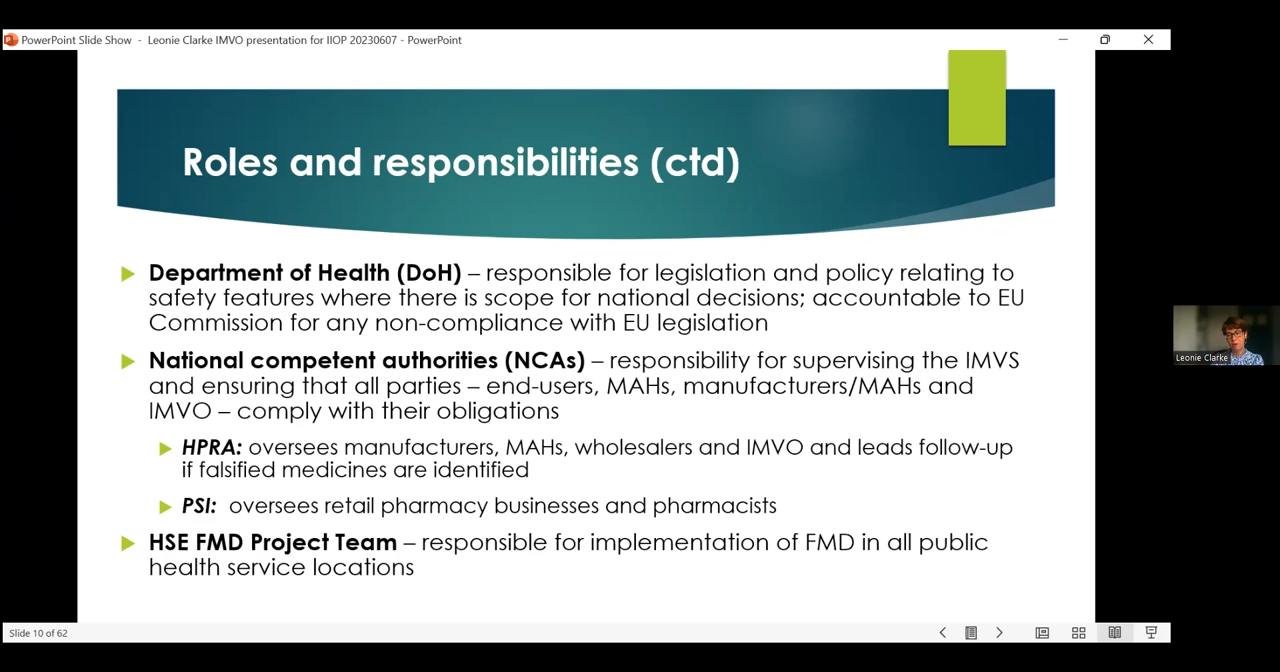 PowerPoint Slide Show - Leonie Clarke IMVO presentation for IIOP 20230607 - PowerPoint
Roles and responsibilities (ctd)
Department of Health (DoH) – responsible for legislation and policy relating to
safety features where there is scope for national decisions; accountable to EU
Commission for any non-compliance with EU legislation
National competent authorities (NCAs) – responsibility for supervising the IMVS
and ensuring that all parties – end-users, MAHs, manufacturers/MAHs and
IMVO – comply with their obligations
HPRA: oversees manufacturers, MAHs, wholesalers and IMVO and leads follow-up
if falsified medicines are identified
PSI: oversees retail pharmacy businesses and pharmacists
HSE FMD Project Team – responsible for implementation of FMD in all public
health service locations
Leonie Clarke
Slide 10 of 62